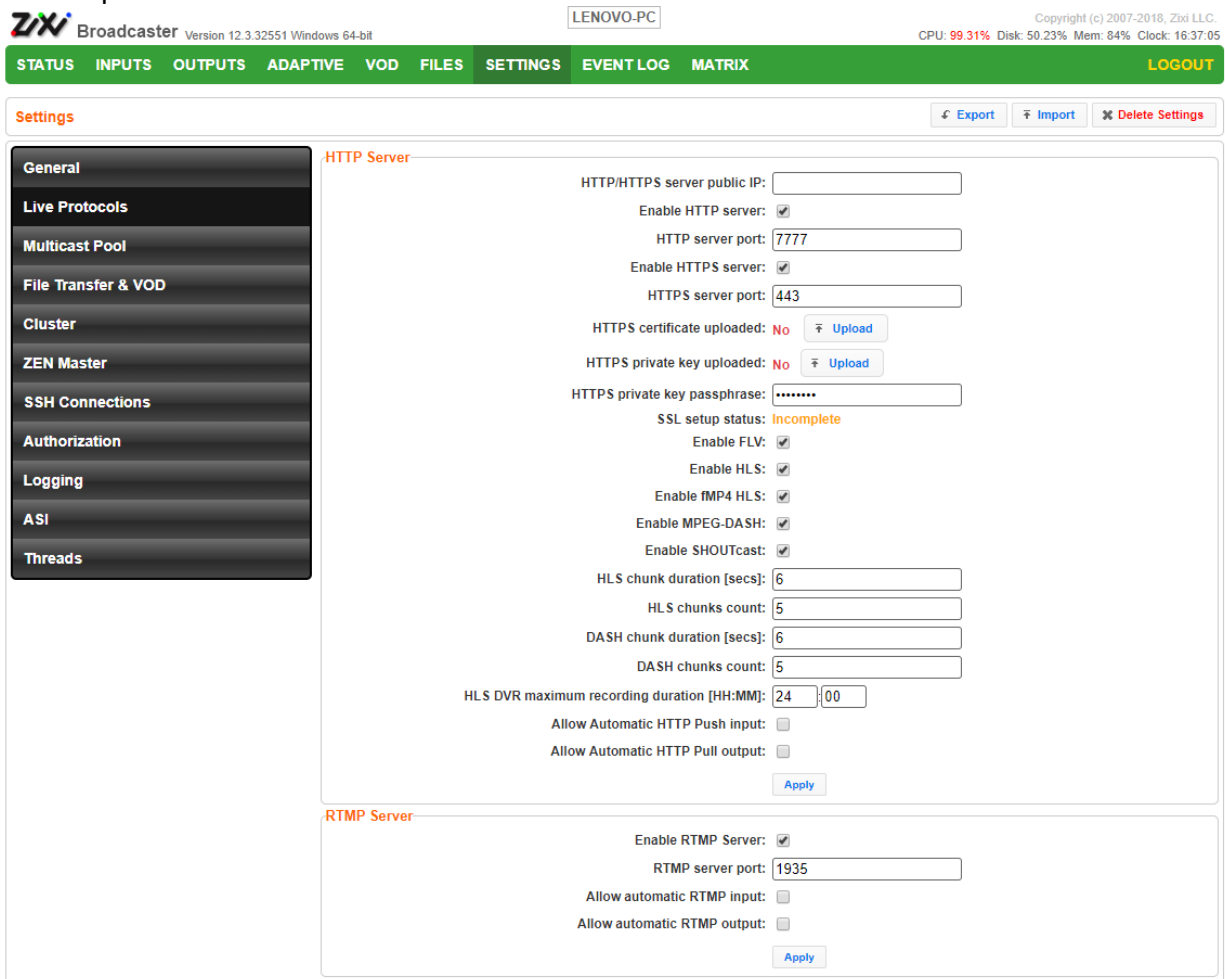 ZIXI Broadcaster Version 12.3.32551 Windows 64-bit
LENOVO-PC
Copyright (c) 2007-2018, Zixi LLC.
CPU: 99.31% Disk: 50.23% Mem: 84% Clock: 16:37:05
STATUS INPUTS OUTPUTS ADAPTIVE VOD FILES SETTINGS EVENT LOG MATRIX LOGOUT
Settings Export Import Delete Settings
General
Live Protocols
Multicast Pool
File Transfer & VOD
Cluster
ZEN Master
SSH Connections
Authorization
Logging
ASI
Threads
HTTP Server
HTTP/HTTPS server public IP:
Enable HTTP server:
HTTP server port: 7777
Enable HTTPS server:
HTTPS server port: 443
HTTPS certificate uploaded: No Upload
HTTPS private key uploaded: No Upload
HTTPS private key passphrase: ••••••••
SSL setup status: Incomplete
Enable FLV:
Enable HLS:
Enable fMP4 HLS:
Enable MPEG-DASH:
Enable SHOUTcast:
HLS chunk duration [secs]: 6
HLS chunks count: 5
DASH chunk duration [secs]: 6
DASH chunks count: 5
HLS DVR maximum recording duration [HH:MM]: 24 : 00
Allow Automatic HTTP Push input:
Allow Automatic HTTP Pull output:
Apply
RTMP Server
Enable RTMP Server:
RTMP server port: 1935
Allow automatic RTMP input:
Allow automatic RTMP output:
Apply